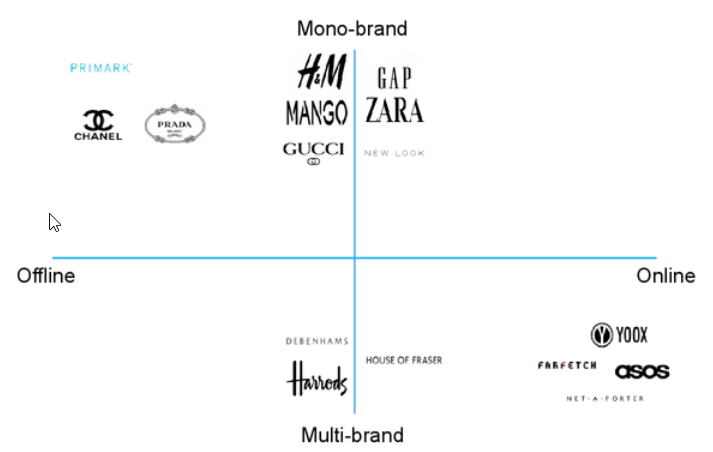 Mono-brand
PRIMARK
CHANEL
PRADA
MILANO
H&M
MANGO
GUCCI
GAP
ZARA
NEW LOOK
Offline
Online
DEBENHAMS
Harrods
HOUSE OF FRASER
YOOX
FARFETCH
asos
NET-A-PORTER
Multi-brand